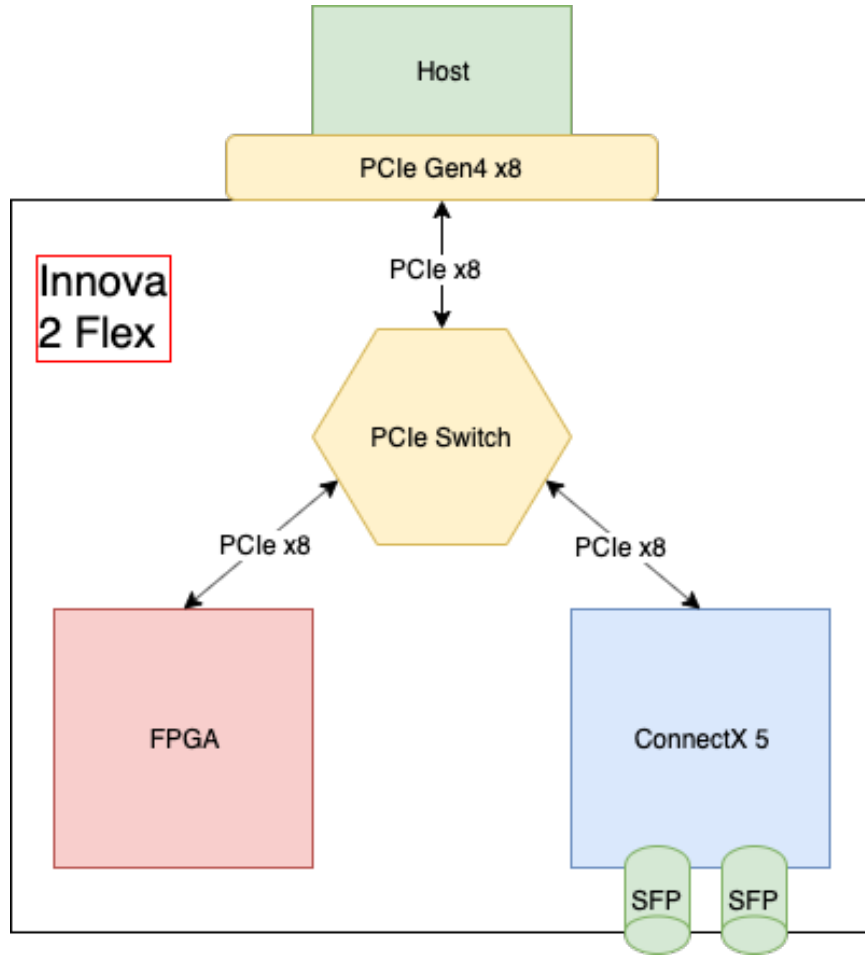 Host
PCIe Gen4 x8
PCIe x8
Innova
2 Flex
PCIe Switch
PCIe x8
PCIe x8
FPGA
ConnectX 5
SFP
SFP